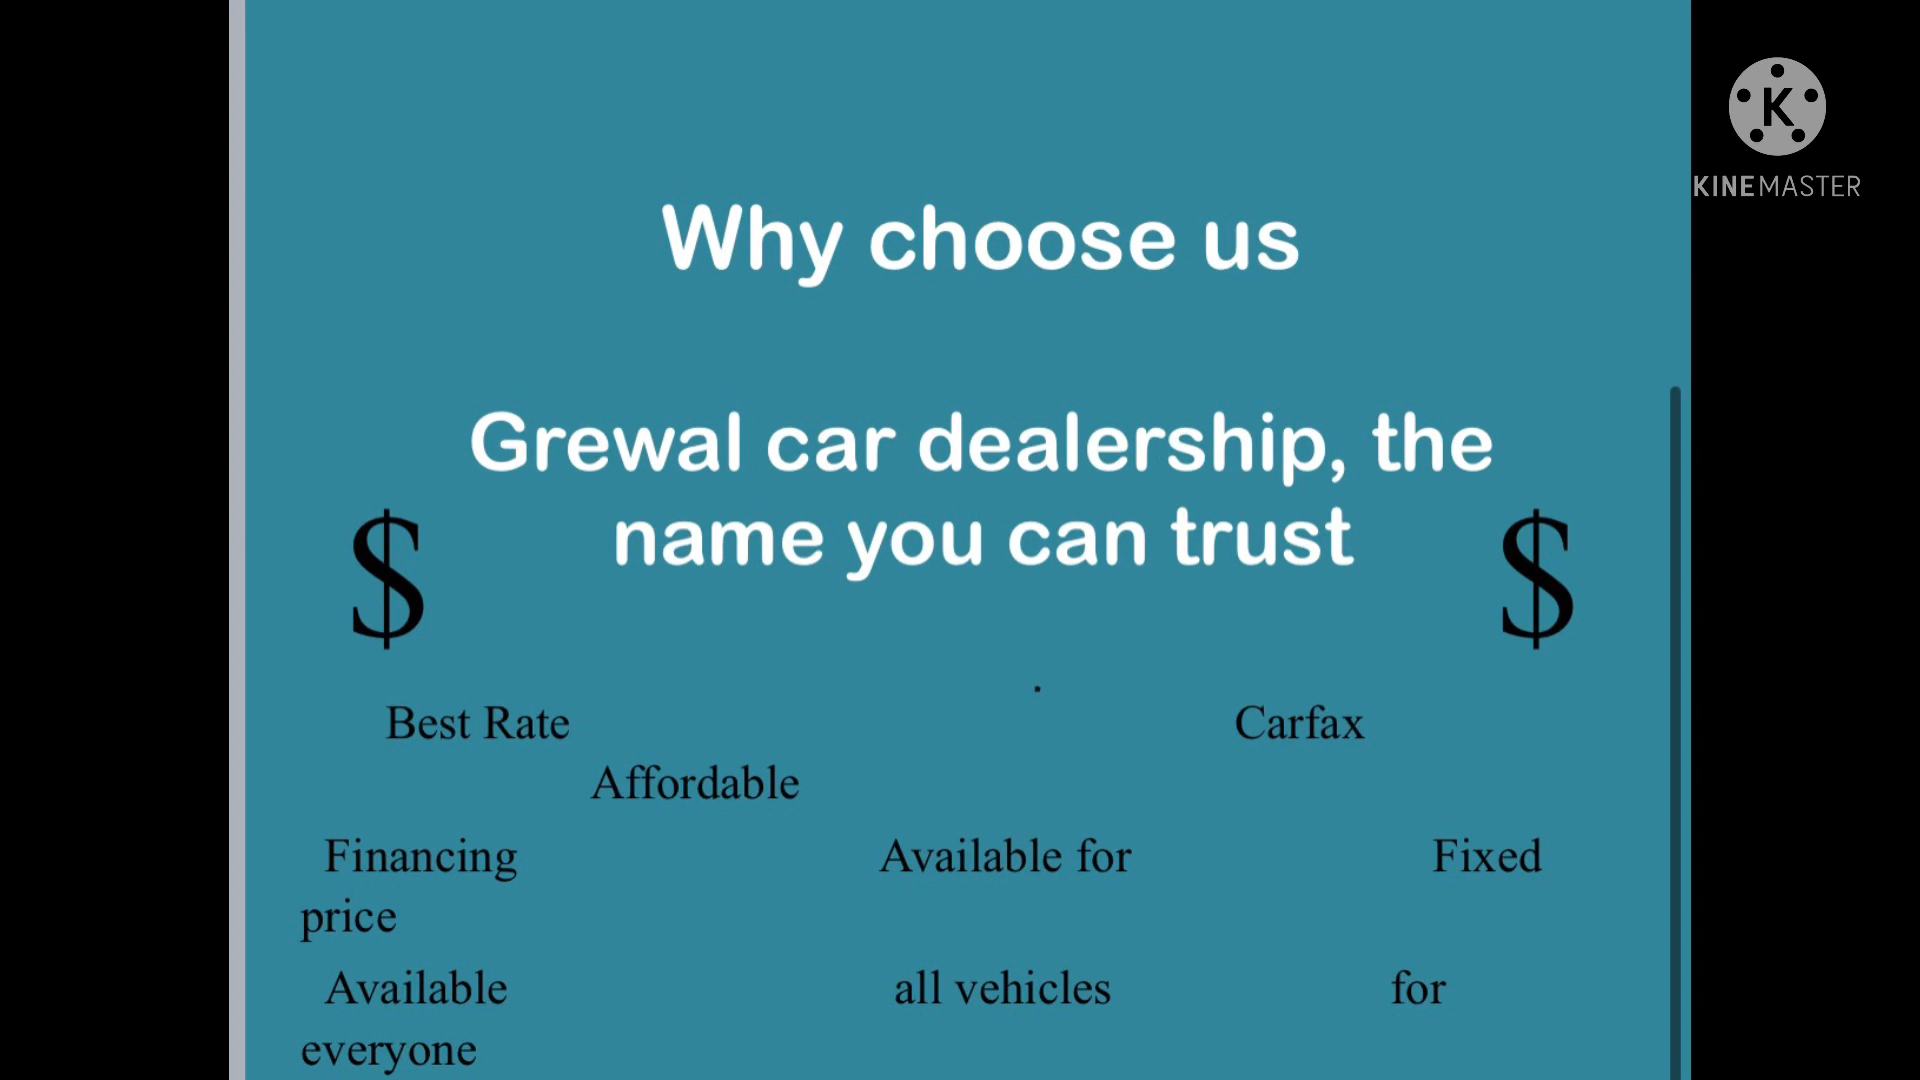 KINEMASTER
Why choose us
Grewal car dealership, the
name you can trust
$ $
Best Rate Carfax
Affordable
Financing Available for Fixed
price
Available all vehicles for
everyone